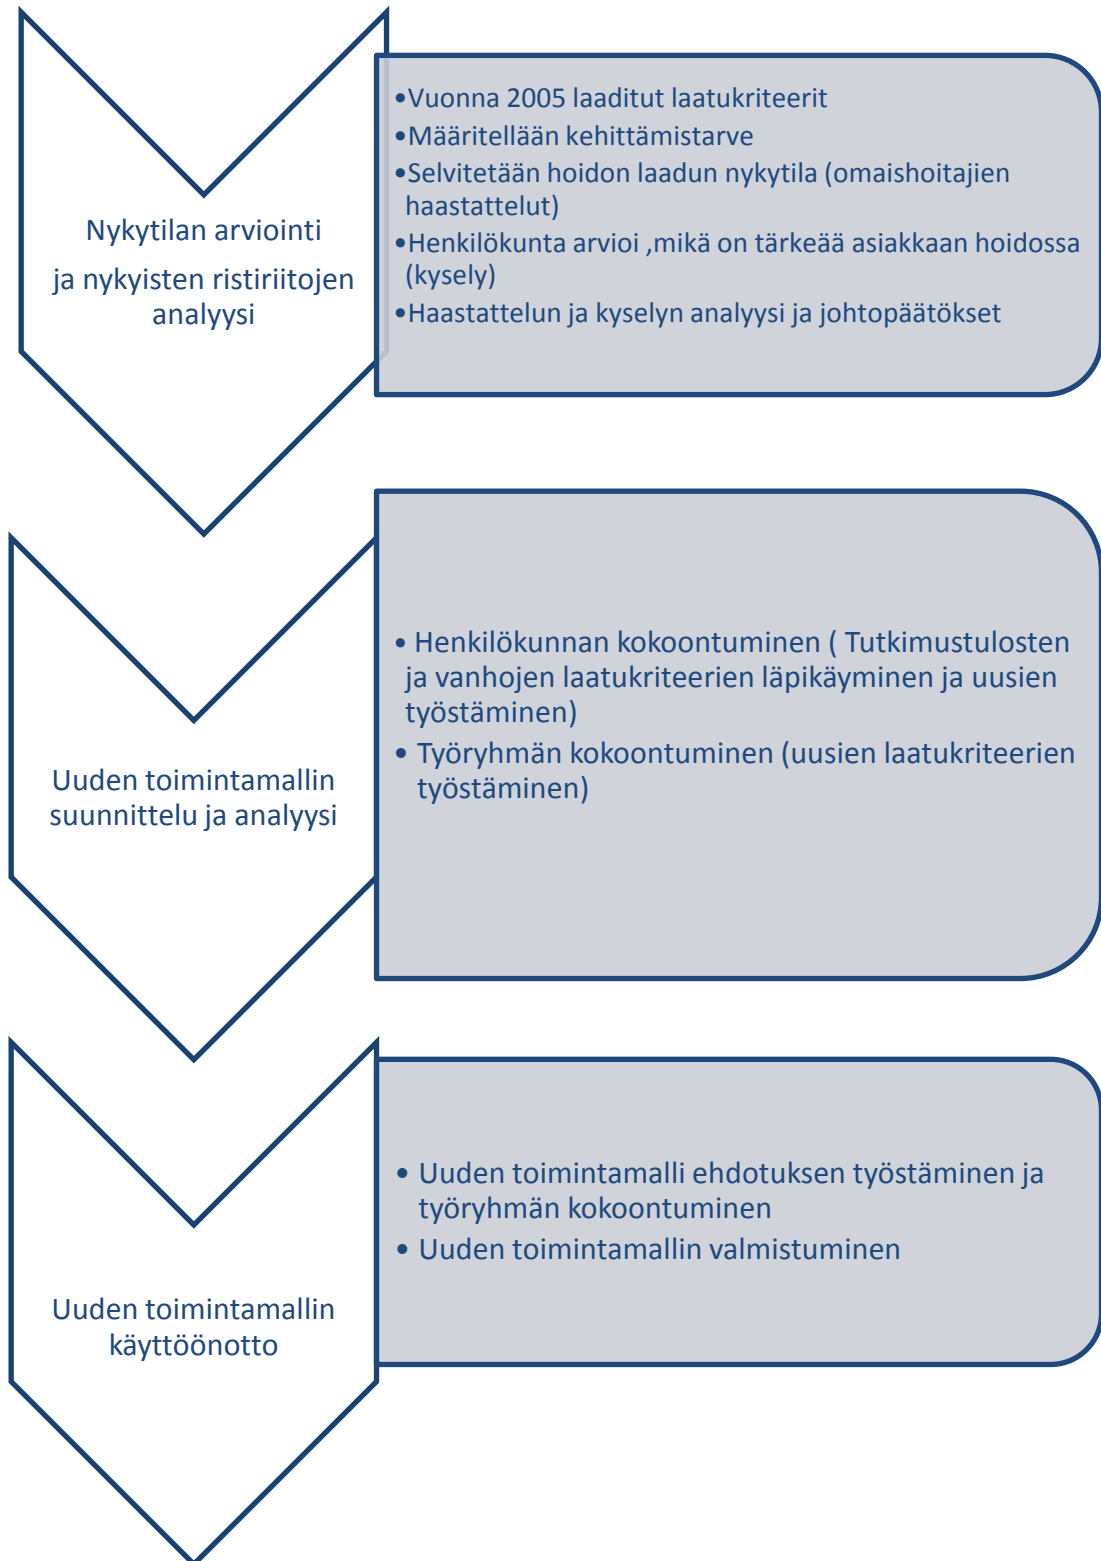 Nykytilan arviointi
ja nykyisten ristiriitojen
analyysi
•Vuonna 2005 laaditut laatukriteerit
•Määritellään kehittämistarve
•Selvitetään hoidon laadun nykytila (omaishoitajien
haastattelut)
•Henkilökunta arvioi ,mikä on tärkeää asiakkaan hoidossa
(kysely)
•Haastattelun ja kyselyn analyysi ja johtopäätökset
Uuden toimintamallin
suunnittelu ja analyysi
• Henkilökunnan kokoontuminen ( Tutkimustulosten
ja vanhojen laatukriteerien läpikäyminen ja uusien
työstäminen)
• Työryhmän kokoontuminen (uusien laatukriteerien
työstäminen)
Uuden toimintamallin
käyttöönotto
• Uuden toimintamalli ehdotuksen työstäminen ja
työryhmän kokoontuminen
• Uuden toimintamallin valmistuminen